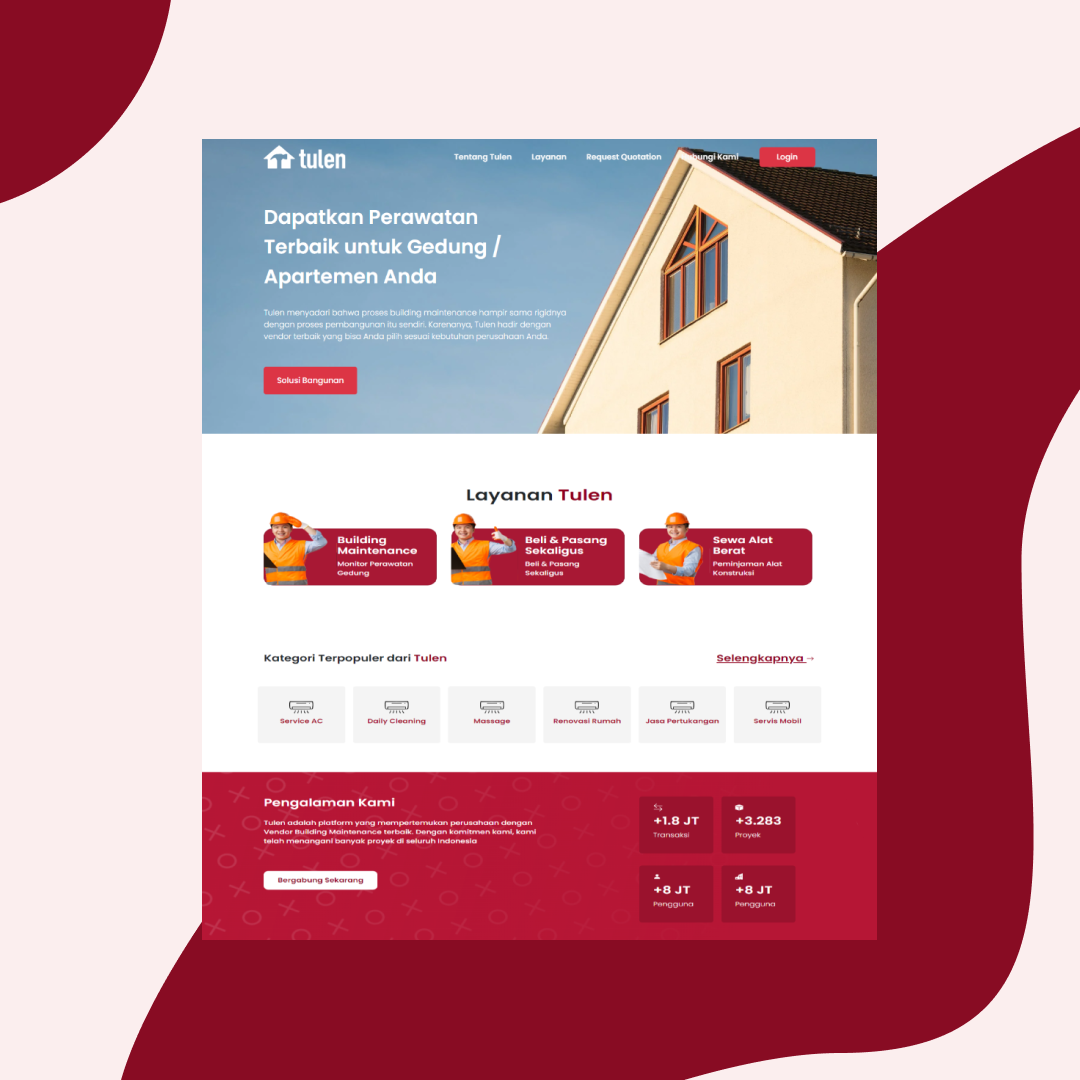 tulen
Tentang Tulen Layanan Request Quotation bungi Kami Login
Dapatkan Perawatan
Terbaik untuk Gedung /
Apartemen Anda
Tulen menyadari bahwa proses building maintenance hampir sama rigidnya
dengan proses pembangunan itu sendiri. Karenanya, Tulen hadir dengan
vendor terbaik yang bisa Anda pilih sesuai kebutuhan perusahaan Anda.
Solusi Bangunan
Layanan Tulen
Building
Maintenance
Monitor Perawatan
Gedung
Beli & Pasang
Sekaligus
Beli & Pasang
Sekaligus
Sewa Alat
Berat
Peminjaman Alat
Konstruksi
Kategori Terpopuler dari Tulen
Selengkapnya →
Service AC
Daily Cleaning
Massage
Renovasi Rumah
Jasa Pertukangan
Servis Mobil
Pengalaman Kami
Tulen adalah platform yang mempertemukan perusahaan dengan
Vendor Building Maintenance terbaik. Dengan komitmen kami, kami
telah menangani banyak proyek di seluruh Indonesia
Bergabung Sekarang
+1.8 JT
Transaksi
+3.283
Proyek
+8 JT
Pengguna
+8 JT
Pengguna